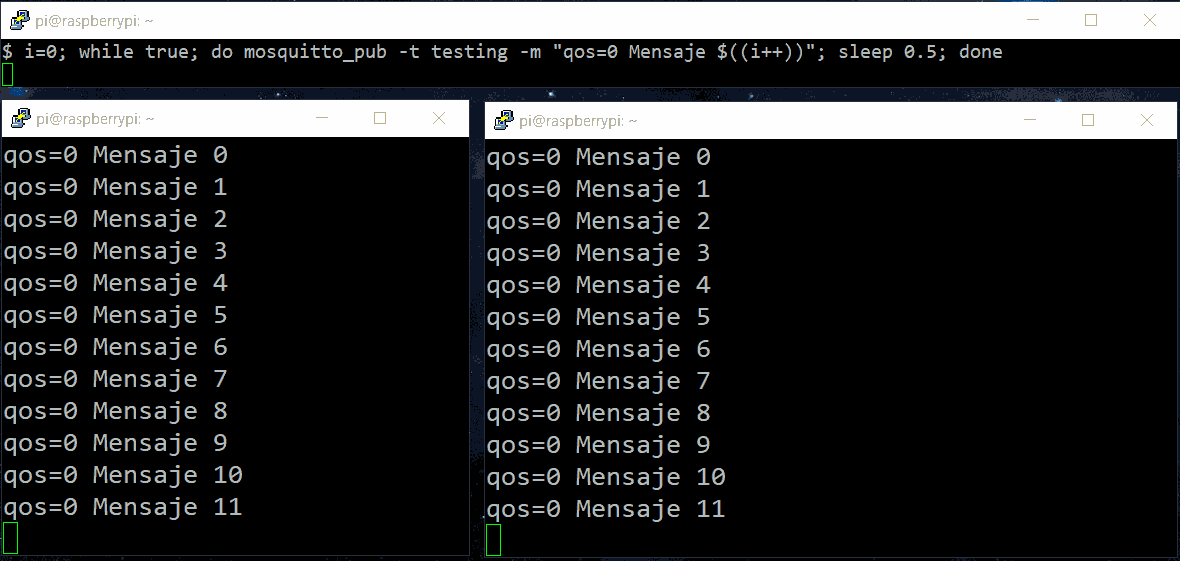 pi@raspberrypi: ~
$ i=0; while true; do mosquitto_pub -t testing -m "qos=0 Mensaje $((i++))"; sleep 0.5; done
pi@raspberrypi: ~
qos=0 Mensaje 0
qos=0 Mensaje 1
qos=0 Mensaje 2
qos=0 Mensaje 3
qos=0 Mensaje 4
qos=0 Mensaje 5
qos=0 Mensaje 6
qos=0 Mensaje 7
qos=0 Mensaje 8
qos=0 Mensaje 9
qos=0 Mensaje 10
qos=0 Mensaje 11
pi@raspberrypi: ~
qos=0 Mensaje 0
qos=0 Mensaje 1
qos=0 Mensaje 2
qos=0 Mensaje 3
qos=0 Mensaje 4
qos=0 Mensaje 5
qos=0 Mensaje 6
qos=0 Mensaje 7
qos=0 Mensaje 8
qos=0 Mensaje 9
qos=0 Mensaje 10
qos=0 Mensaje 11